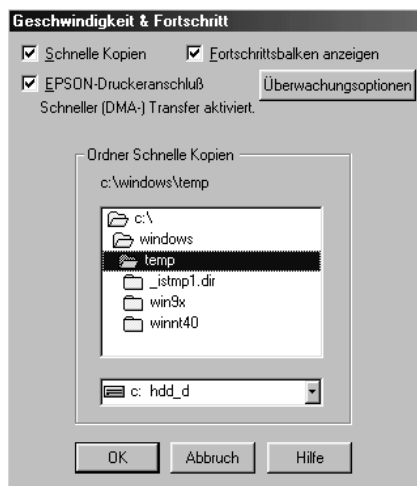 Geschwindigkeit & Fortschritt
Schnelle Kopien
Fortschrittsbalken anzeigen
EPSON-Druckeranschluß
Überwachungsoptionen
Schneller (DMA-) Transfer aktiviert.
Ordner Schnelle Kopien
c:\windows\temp
c:\
windows
temp
_istmp1.dir
win9x
winnt40
c: hdd_d
OK
Abbruch
Hilfe